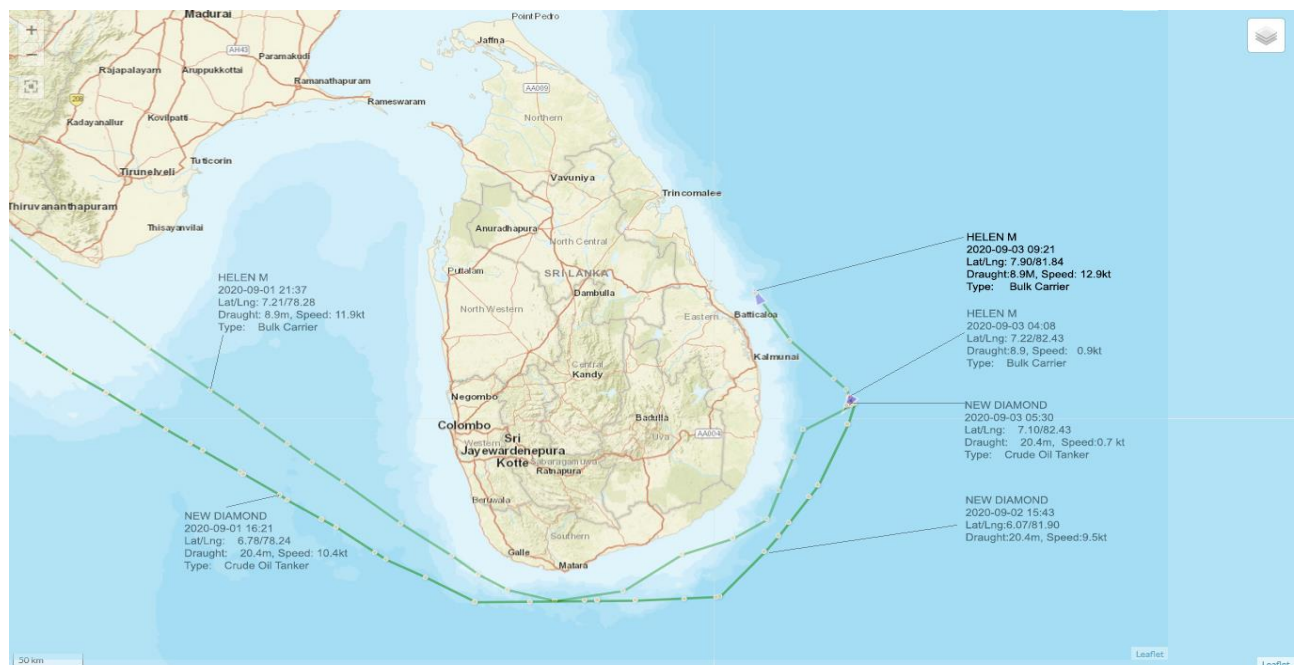 Point Pedro
Madurai
+
Jaffna
AH43
−
Paramakudi
Rajapalayam
Aruppukkottai
Ramanathapuram
AA009
208
Rameswaram
Kovilpatti
Northern
Kadayanallur
Tuticorin
Tirunelveli
Vavuniya
Trincomalee
Thiruvananthapuram
Thisayanvilai
Anuradhapura
North Central
HELEN M
2020-09-03 09:21
Lat/Lng: 7.90/81.84
Draught:8.9M, Speed: 12.9kt
Type: Bulk Carrier
Puttalam
SRI LANKA
HELEN M
2020-09-01 21:37
Lat/Lng: 7.21/78.28
Draught: 8.9m, Speed: 11.9kt
Type: Bulk Carrier
Dambulla
North Western
Eastern
Batticaloa
HELEN M
2020-09-03 04:08
Lat/Lng: 7.22/82.43
Draught:8.9, Speed: 0.9kt
Type: Bulk Carrier
Kalmunai
Central
Kandy
Negombo
Colombo
Badulla
Western
Sri
Jayewardenepura
Kotte
Uva
AA004
Sabaragamuwa
Ratnapura
NEW DIAMOND
2020-09-03 05:30
Lat/Lng: 7.10/82.43
Draught: 20.4m, Speed:0.7 kt
Type: Crude Oil Tanker
Beruwala
NEW DIAMOND
2020-09-02 15:43
Lat/Lng:6.07/81.90
Draught:20.4m, Speed:9.5kt
NEW DIAMOND
2020-09-01 16:21
Lat/Lng: 6.78/78.24
Draught: 20.4m, Speed: 10.4kt
Type: Crude Oil Tanker
Southern
Galle
Matara
50 km
Leaflet
Leaflet